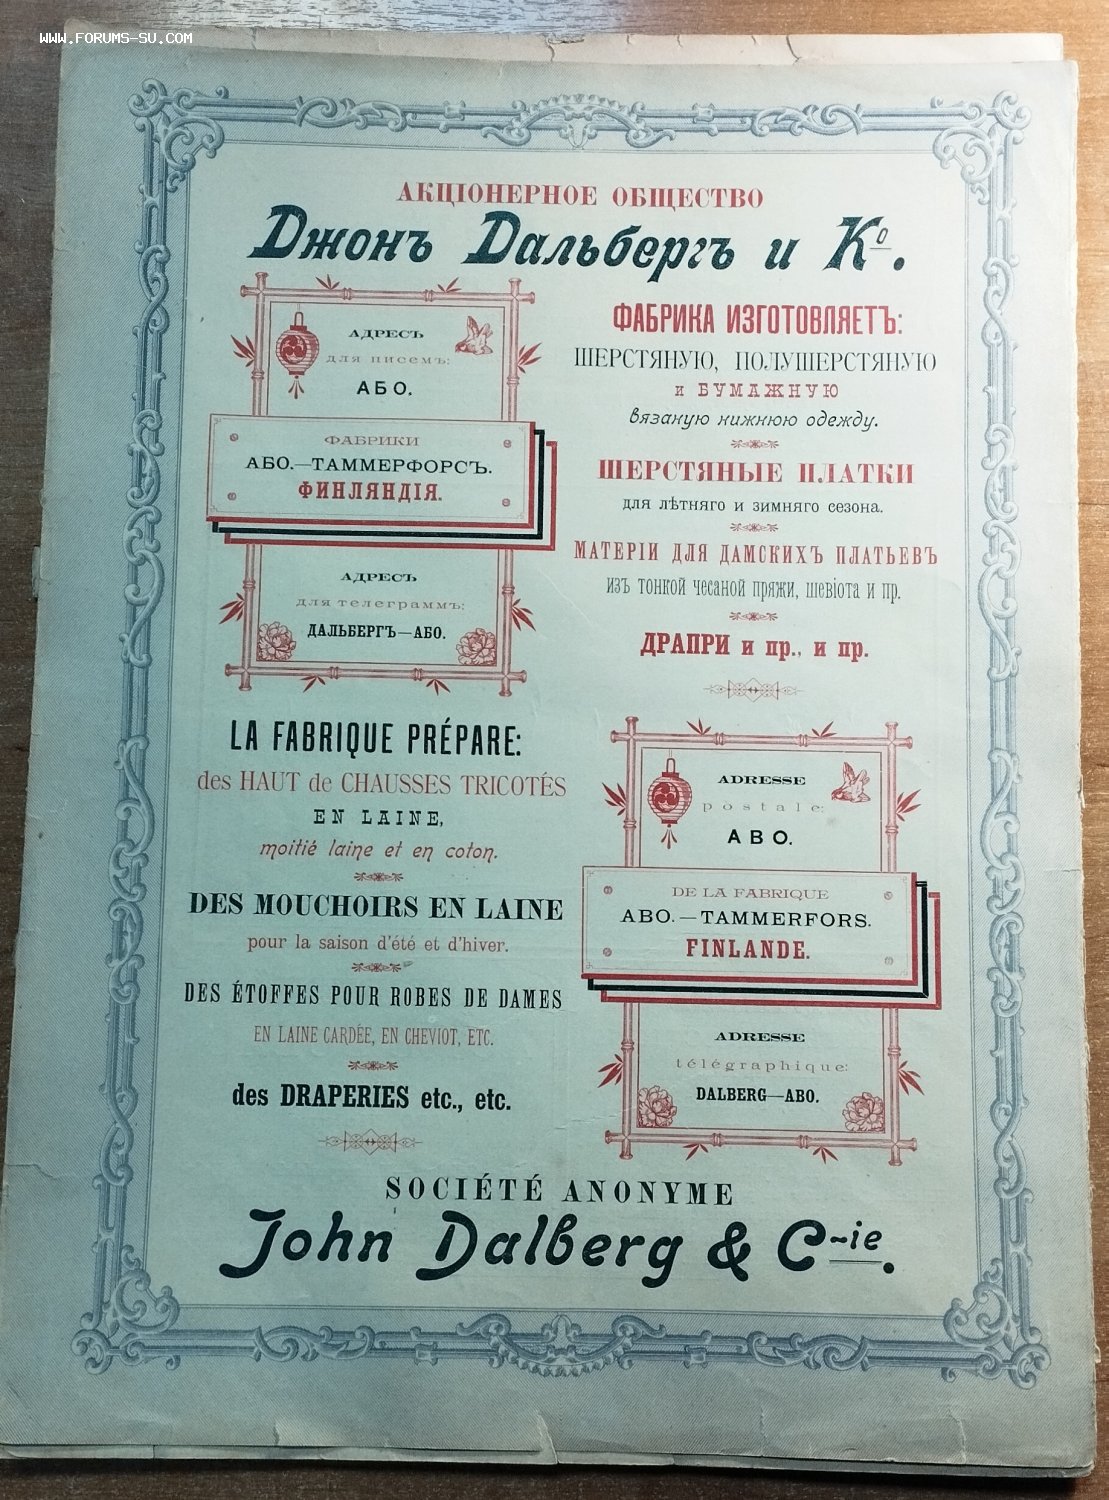 WWW.FORUMS-SU.COM
АКЦІОНЕРНОЕ ОБЩЕСТВО
Джонъ Дальбергъ и Ко.
АДРЕСЪ
для писемъ:
АБО.
ФАБРИКИ
АБО.—ТАММЕРФОРСЪ.
ФИНЛЯНДІЯ.
АДРЕСЪ
для телеграммъ:
ДАЛЬБЕРГЪ—АБО.
ФАБРИКА ИЗГОТОВЛЯЕТЪ:
ШЕРСТЯНУЮ, ПОЛУШЕРСТЯНУЮ
и БУМАЖНУЮ
вязаную нижнюю одежду.
ШЕРСТЯНЫЕ ПЛАТКИ
для лѣтняго и зимняго сезона.
МАТЕРІИ ДЛЯ ДАМСКИХЪ ПЛАТЬЕВЪ
изъ тонкой чесаной пряжи, шевіота и пр.
ДРАПРИ и пр., и пр.
LA FABRIQUE PRÉPARE:
des HAUT de CHAUSSES TRICOTÉS
EN LAINE,
moitié laine et en coton.
DES MOUCHOIRS EN LAINE
pour la saison d'été et d'hiver.
DES ÉTOFFES POUR ROBES DE DAMES
EN LAINE CARDÉE, EN CHEVIOT, ETC.
des DRAPERIES etc., etc.
ADRESSE
postale:
ABO.
DE LA FABRIQUE
ABO.—TAMMERFORS.
FINLANDE.
ADRESSE
télégraphique:
DALBERG—ABO.
SOCIÉTÉ ANONYME
John Dalberg & C-ie.